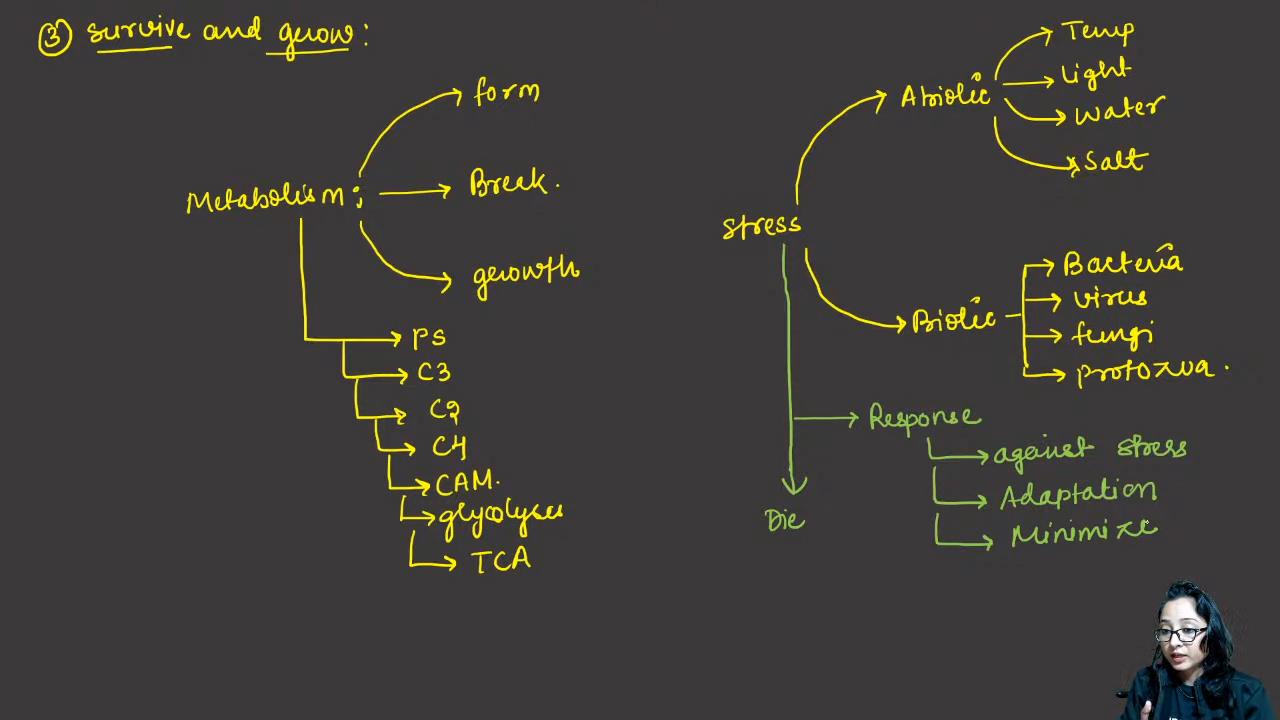 ③ survive and grow:
form
Metabolism:
Break.
growth
PS
C3
C2
C4
CAM.
glycolysis
TCA
Temp
Light
Abiotic
Water
Salt
Stress
Bacteria
virus
Biotic
fungi
protozoa.
Response
against stress
Adaptation
Minimize
Die